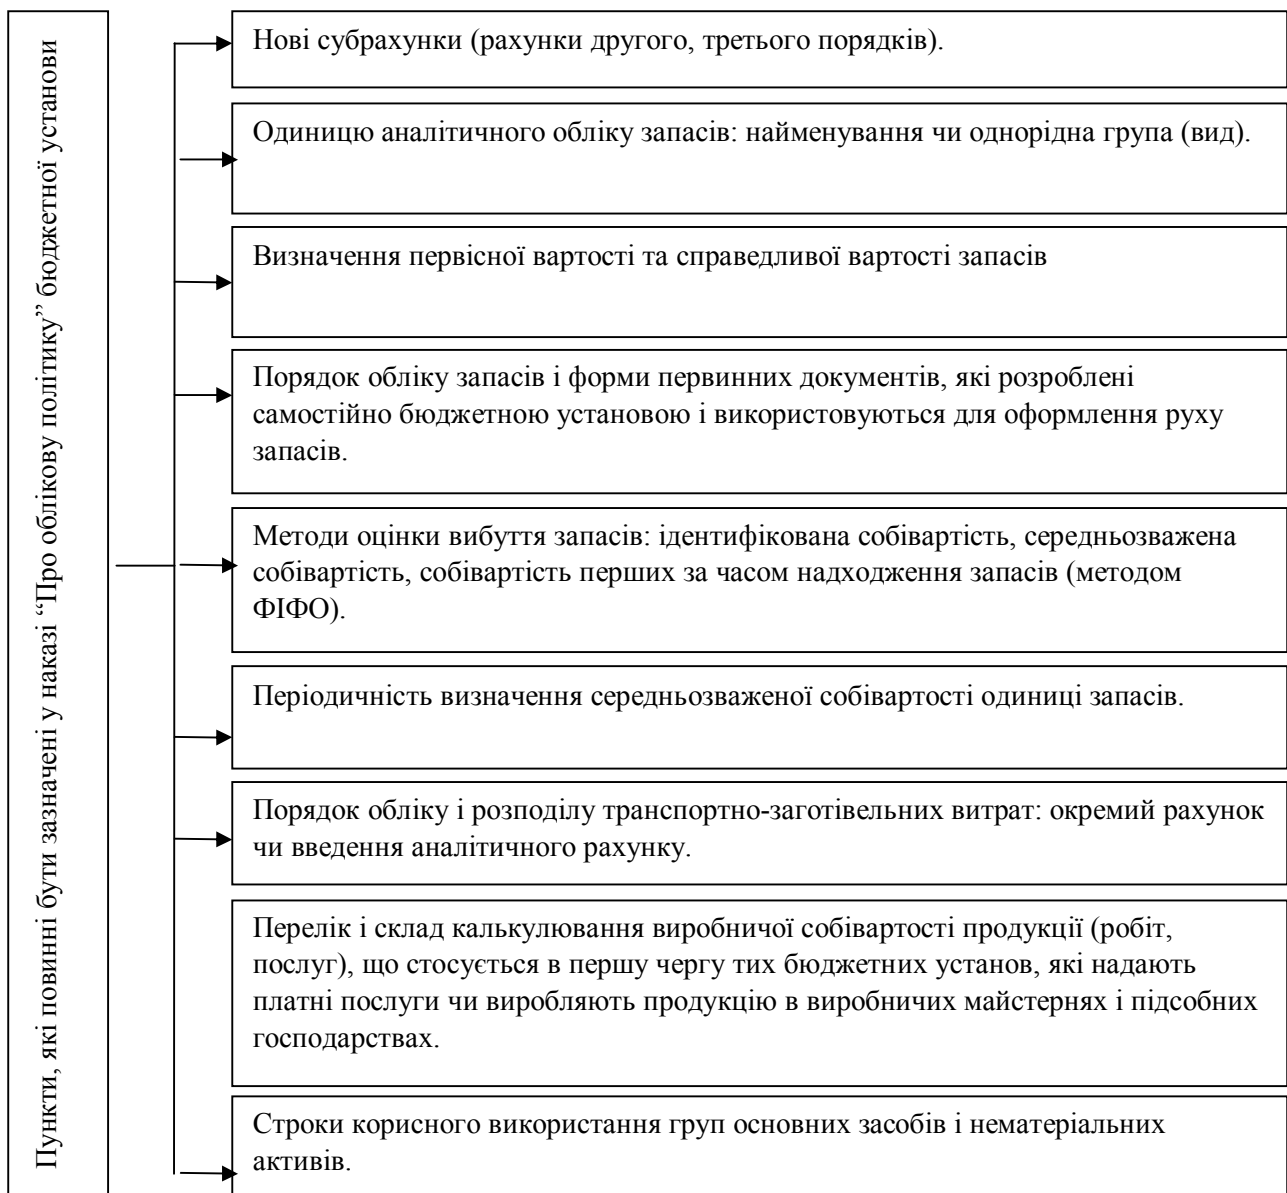 Пункти, які повинні бути зазначені у наказі “Про облікову політику” бюджетної установи
Нові субрахунки (рахунки другого, третього порядків).
Одиницю аналітичного обліку запасів: найменування чи однорідна група (вид).
Визначення первісної вартості та справедливої вартості запасів
Порядок обліку запасів і форми первинних документів, які розроблені
самостійно бюджетною установою і використовуються для оформлення руху
запасів.
Методи оцінки вибуття запасів: ідентифікована собівартість, середньозважена
собівартість, собівартість перших за часом надходження запасів (методом
ФІФО).
Періодичність визначення середньозваженої собівартості одиниці запасів.
Порядок обліку і розподілу транспортно-заготівельних витрат: окремий рахунок
чи введення аналітичного рахунку.
Перелік і склад калькулювання виробничої собівартості продукції (робіт,
послуг), що стосується в першу чергу тих бюджетних установ, які надають
платні послуги чи виробляють продукцію в виробничих майстернях і підсобних
господарствах.
Строки корисного використання груп основних засобів і нематеріальних
активів.